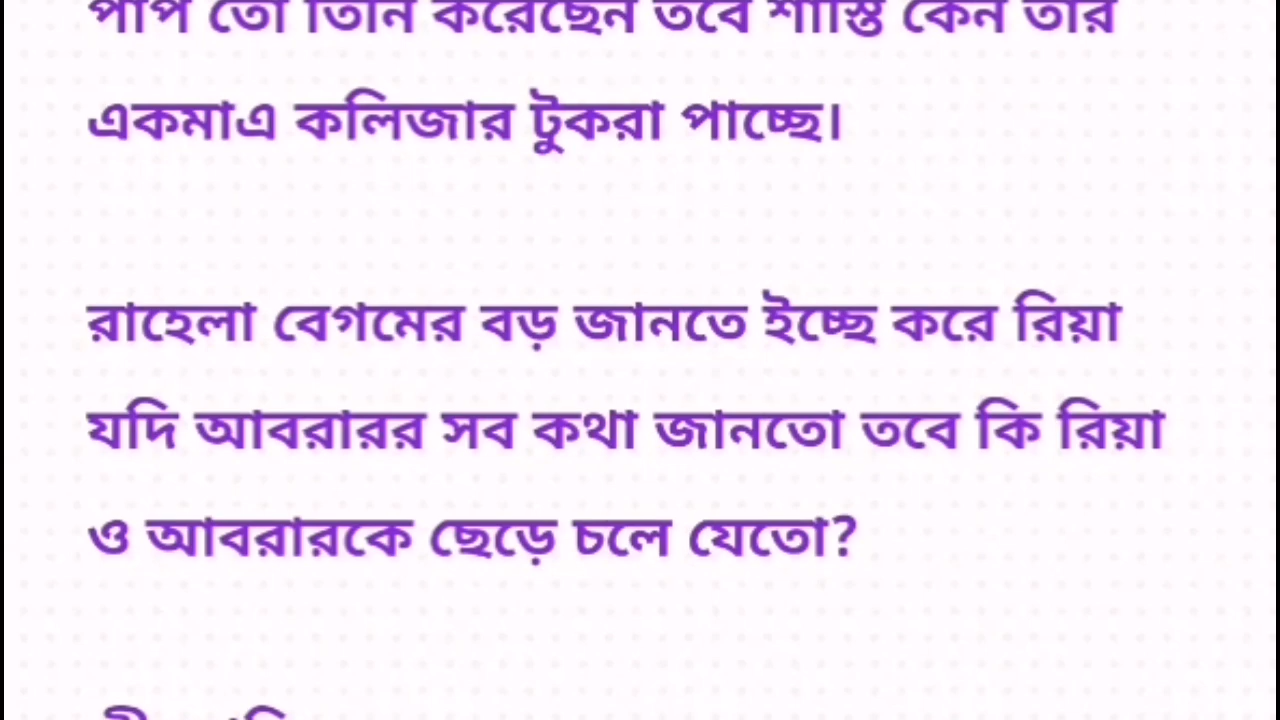 পাপ তো তিনি করেছেন তবে শাস্তি কেন তার
একমাএ কলিজার টুকরা পাচ্ছে।
রাহেলা বেগমের বড় জানতে ইচ্ছে করে রিয়া
যদি আবরারর সব কথা জানতো তবে কি রিয়া
ও আবরারকে ছেড়ে চলে যেতো?